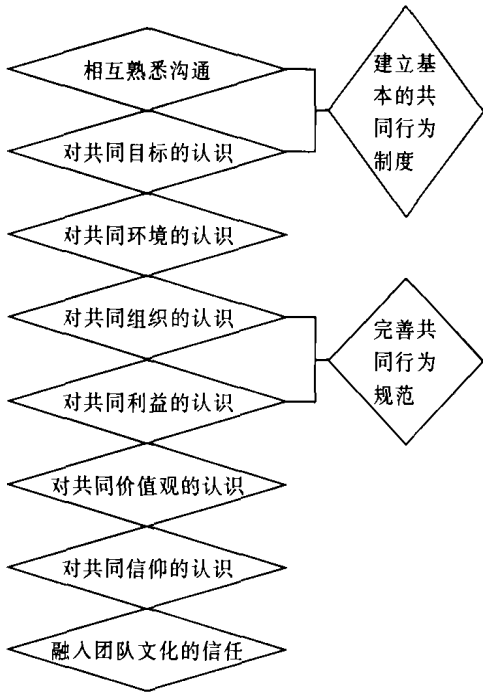 相互熟悉沟通
对共同目标的认识
对共同环境的认识
对共同组织的认识
对共同利益的认识
对共同价值观的认识
对共同信仰的认识
融入团队文化的信任
建立基
本的共
同行为
制度
完善共
同行为
规范